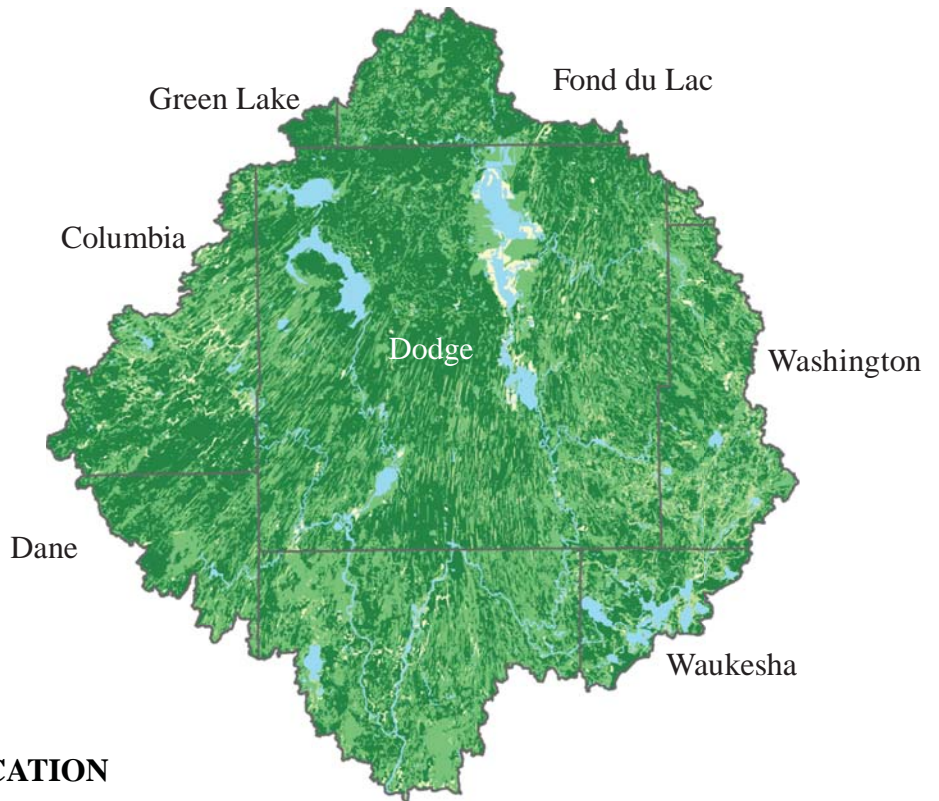 Fond du Lac
Green Lake
Columbia
Dodge
Washington
Dane
Waukesha
CATION